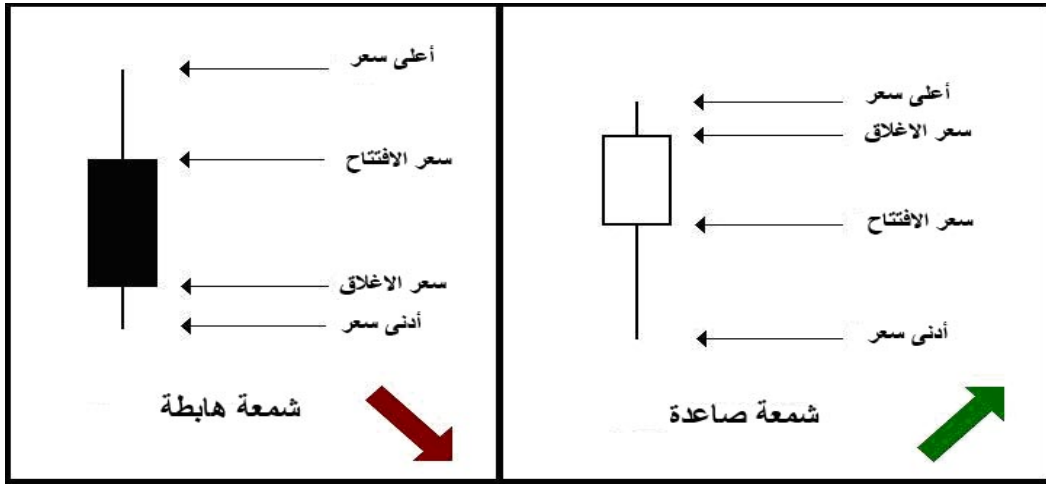 أعلى سعر
سعر الاغلاق
سعر الافتتاح
أدنى سعر
شمعة صاعدة
أعلى سعر
سعر الافتتاح
سعر الاغلاق
أدنى سعر
شمعة هابطة